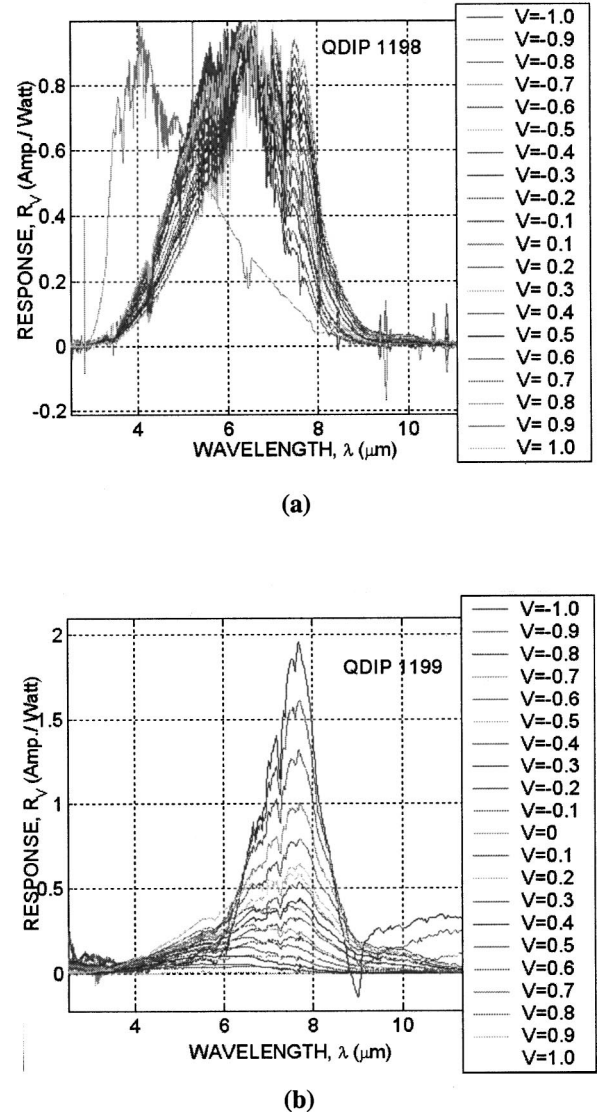 QDIP 1198
RESPONSE, R_V (Amp./ Watt)
0.8
0.6
0.4
0.2
0
-0.2
4 6 8 10
WAVELENGTH, λ (μm)
V=-1.0
V=-0.9
V=-0.8
V=-0.7
V=-0.6
V=-0.5
V=-0.4
V=-0.3
V=-0.2
V=-0.1
V= 0.1
V= 0.2
V= 0.3
V= 0.4
V= 0.5
V= 0.6
V= 0.7
V= 0.8
V= 0.9
V= 1.0
(a)
QDIP 1199
RESPONSE, R_V (Amp./ Watt)
2
1.5
1
0.5
0
4 6 8 10
WAVELENGTH, λ (μm)
V=-1.0
V=-0.9
V=-0.8
V=-0.7
V=-0.6
V=-0.5
V=-0.4
V=-0.3
V=-0.2
V=-0.1
V=0
V=0.1
V=0.2
V=0.3
V=0.4
V=0.5
V=0.6
V=0.7
V=0.8
V=0.9
V=1.0
(b)